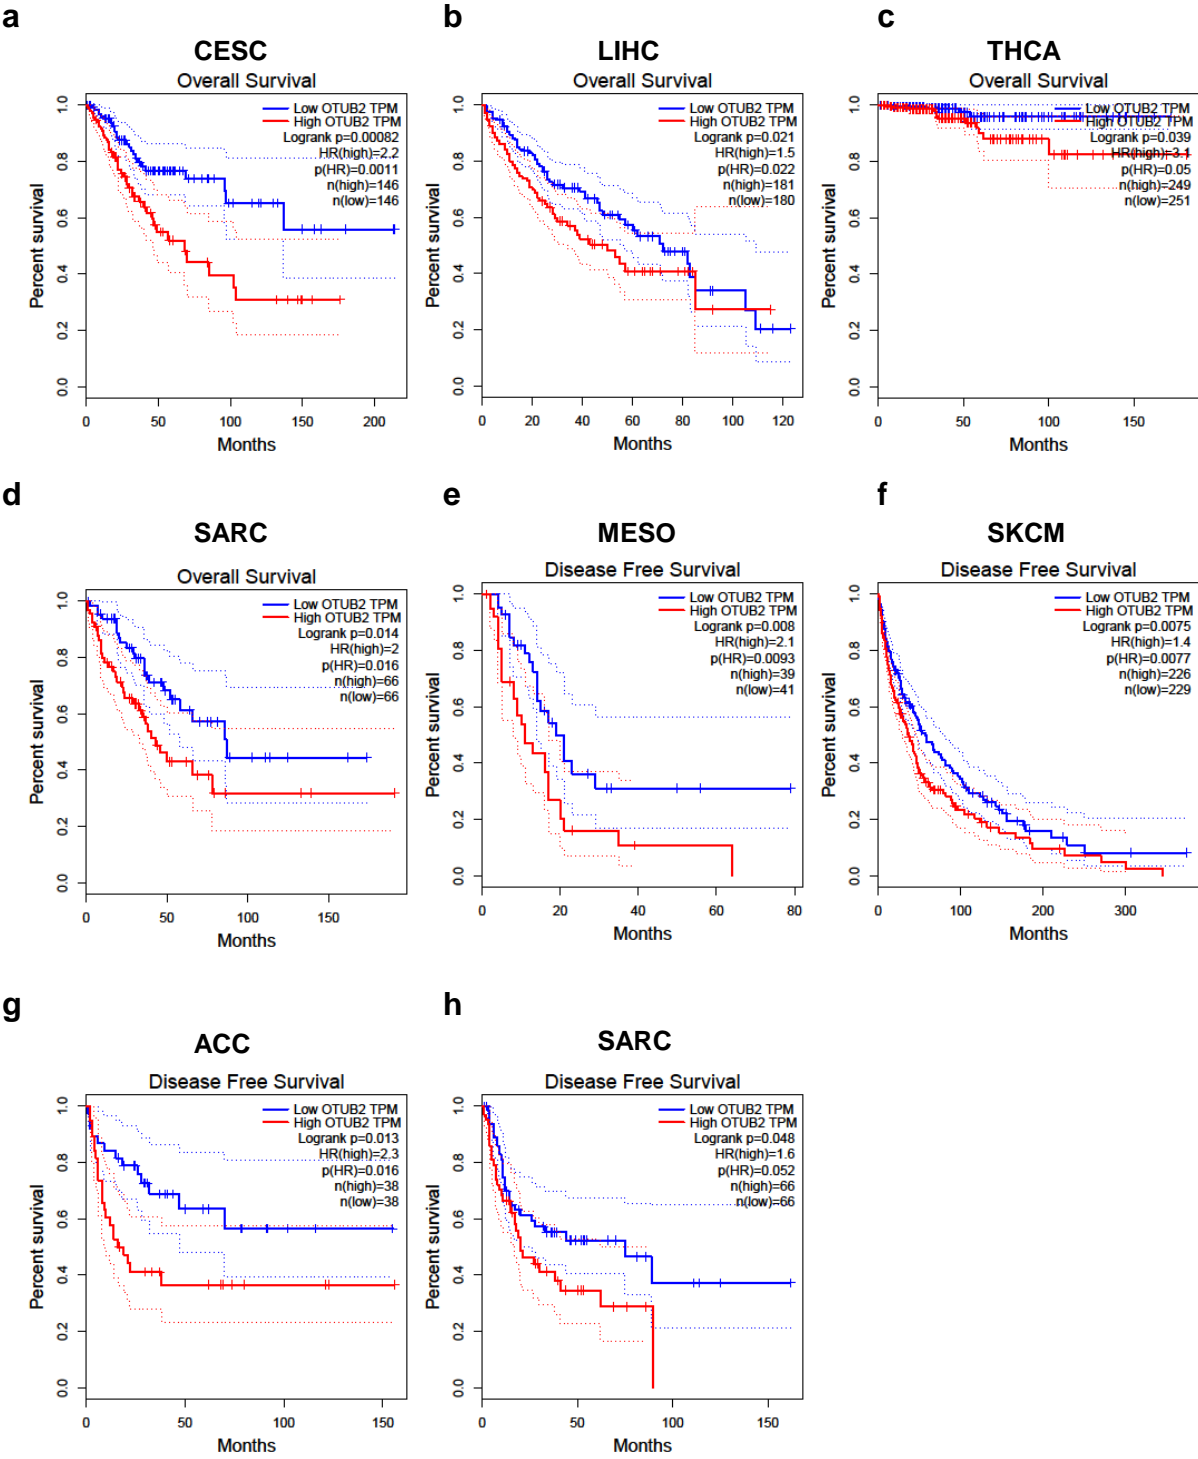 a
CESC
Overall Survival
Low OTUB2 TPM
High OTUB2 TPM
Logrank p=0.00082
HR(high)=2.2
p(HR)=0.0011
n(high)=146
n(low)=146
Percent survival
0.0
0.2
0.4
0.6
0.8
1.0
0 50 100 150 200
Months
b
LIHC
Overall Survival
Low OTUB2 TPM
High OTUB2 TPM
Logrank p=0.021
HR(high)=1.5
p(HR)=0.022
n(high)=181
n(low)=180
Percent survival
0.0
0.2
0.4
0.6
0.8
1.0
0 20 40 60 80 100 120
Months
c
THCA
Overall Survival
Low OTUB2 TPM
High OTUB2 TPM
Logrank p=0.039
HR(high)=3.1
p(HR)=0.05
n(high)=249
n(low)=251
Percent survival
0.0
0.2
0.4
0.6
0.8
1.0
0 50 100 150
Months
d
SARC
Overall Survival
Low OTUB2 TPM
High OTUB2 TPM
Logrank p=0.014
HR(high)=2
p(HR)=0.016
n(high)=66
n(low)=66
Percent survival
0.0
0.2
0.4
0.6
0.8
1.0
0 50 100 150
Months
e
MESO
Disease Free Survival
Low OTUB2 TPM
High OTUB2 TPM
Logrank p=0.008
HR(high)=2.1
p(HR)=0.0093
n(high)=39
n(low)=41
Percent survival
0.0
0.2
0.4
0.6
0.8
1.0
0 20 40 60 80
Months
f
SKCM
Disease Free Survival
Low OTUB2 TPM
High OTUB2 TPM
Logrank p=0.0075
HR(high)=1.4
p(HR)=0.0077
n(high)=226
n(low)=229
Percent survival
0.0
0.2
0.4
0.6
0.8
1.0
0 100 200 300
Months
g
ACC
Disease Free Survival
Low OTUB2 TPM
High OTUB2 TPM
Logrank p=0.013
HR(high)=2.3
p(HR)=0.016
n(high)=38
n(low)=38
Percent survival
0.0
0.2
0.4
0.6
0.8
1.0
0 50 100 150
Months
h
SARC
Disease Free Survival
Low OTUB2 TPM
High OTUB2 TPM
Logrank p=0.048
HR(high)=1.6
p(HR)=0.052
n(high)=66
n(low)=66
Percent survival
0.0
0.2
0.4
0.6
0.8
1.0
0 50 100 150
Months